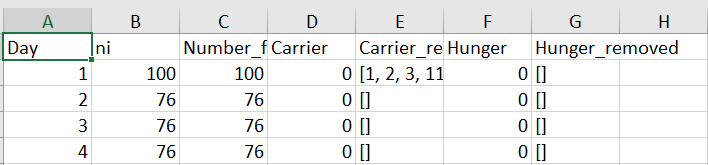 A B C D E F G H
Day ni Number_f Carrier Carrier_re Hunger Hunger_removed
1 100 100 0 [1, 2, 3, 11 0 []
2 76 76 0 [] 0 []
3 76 76 0 [] 0 []
4 76 76 0 [] 0 []